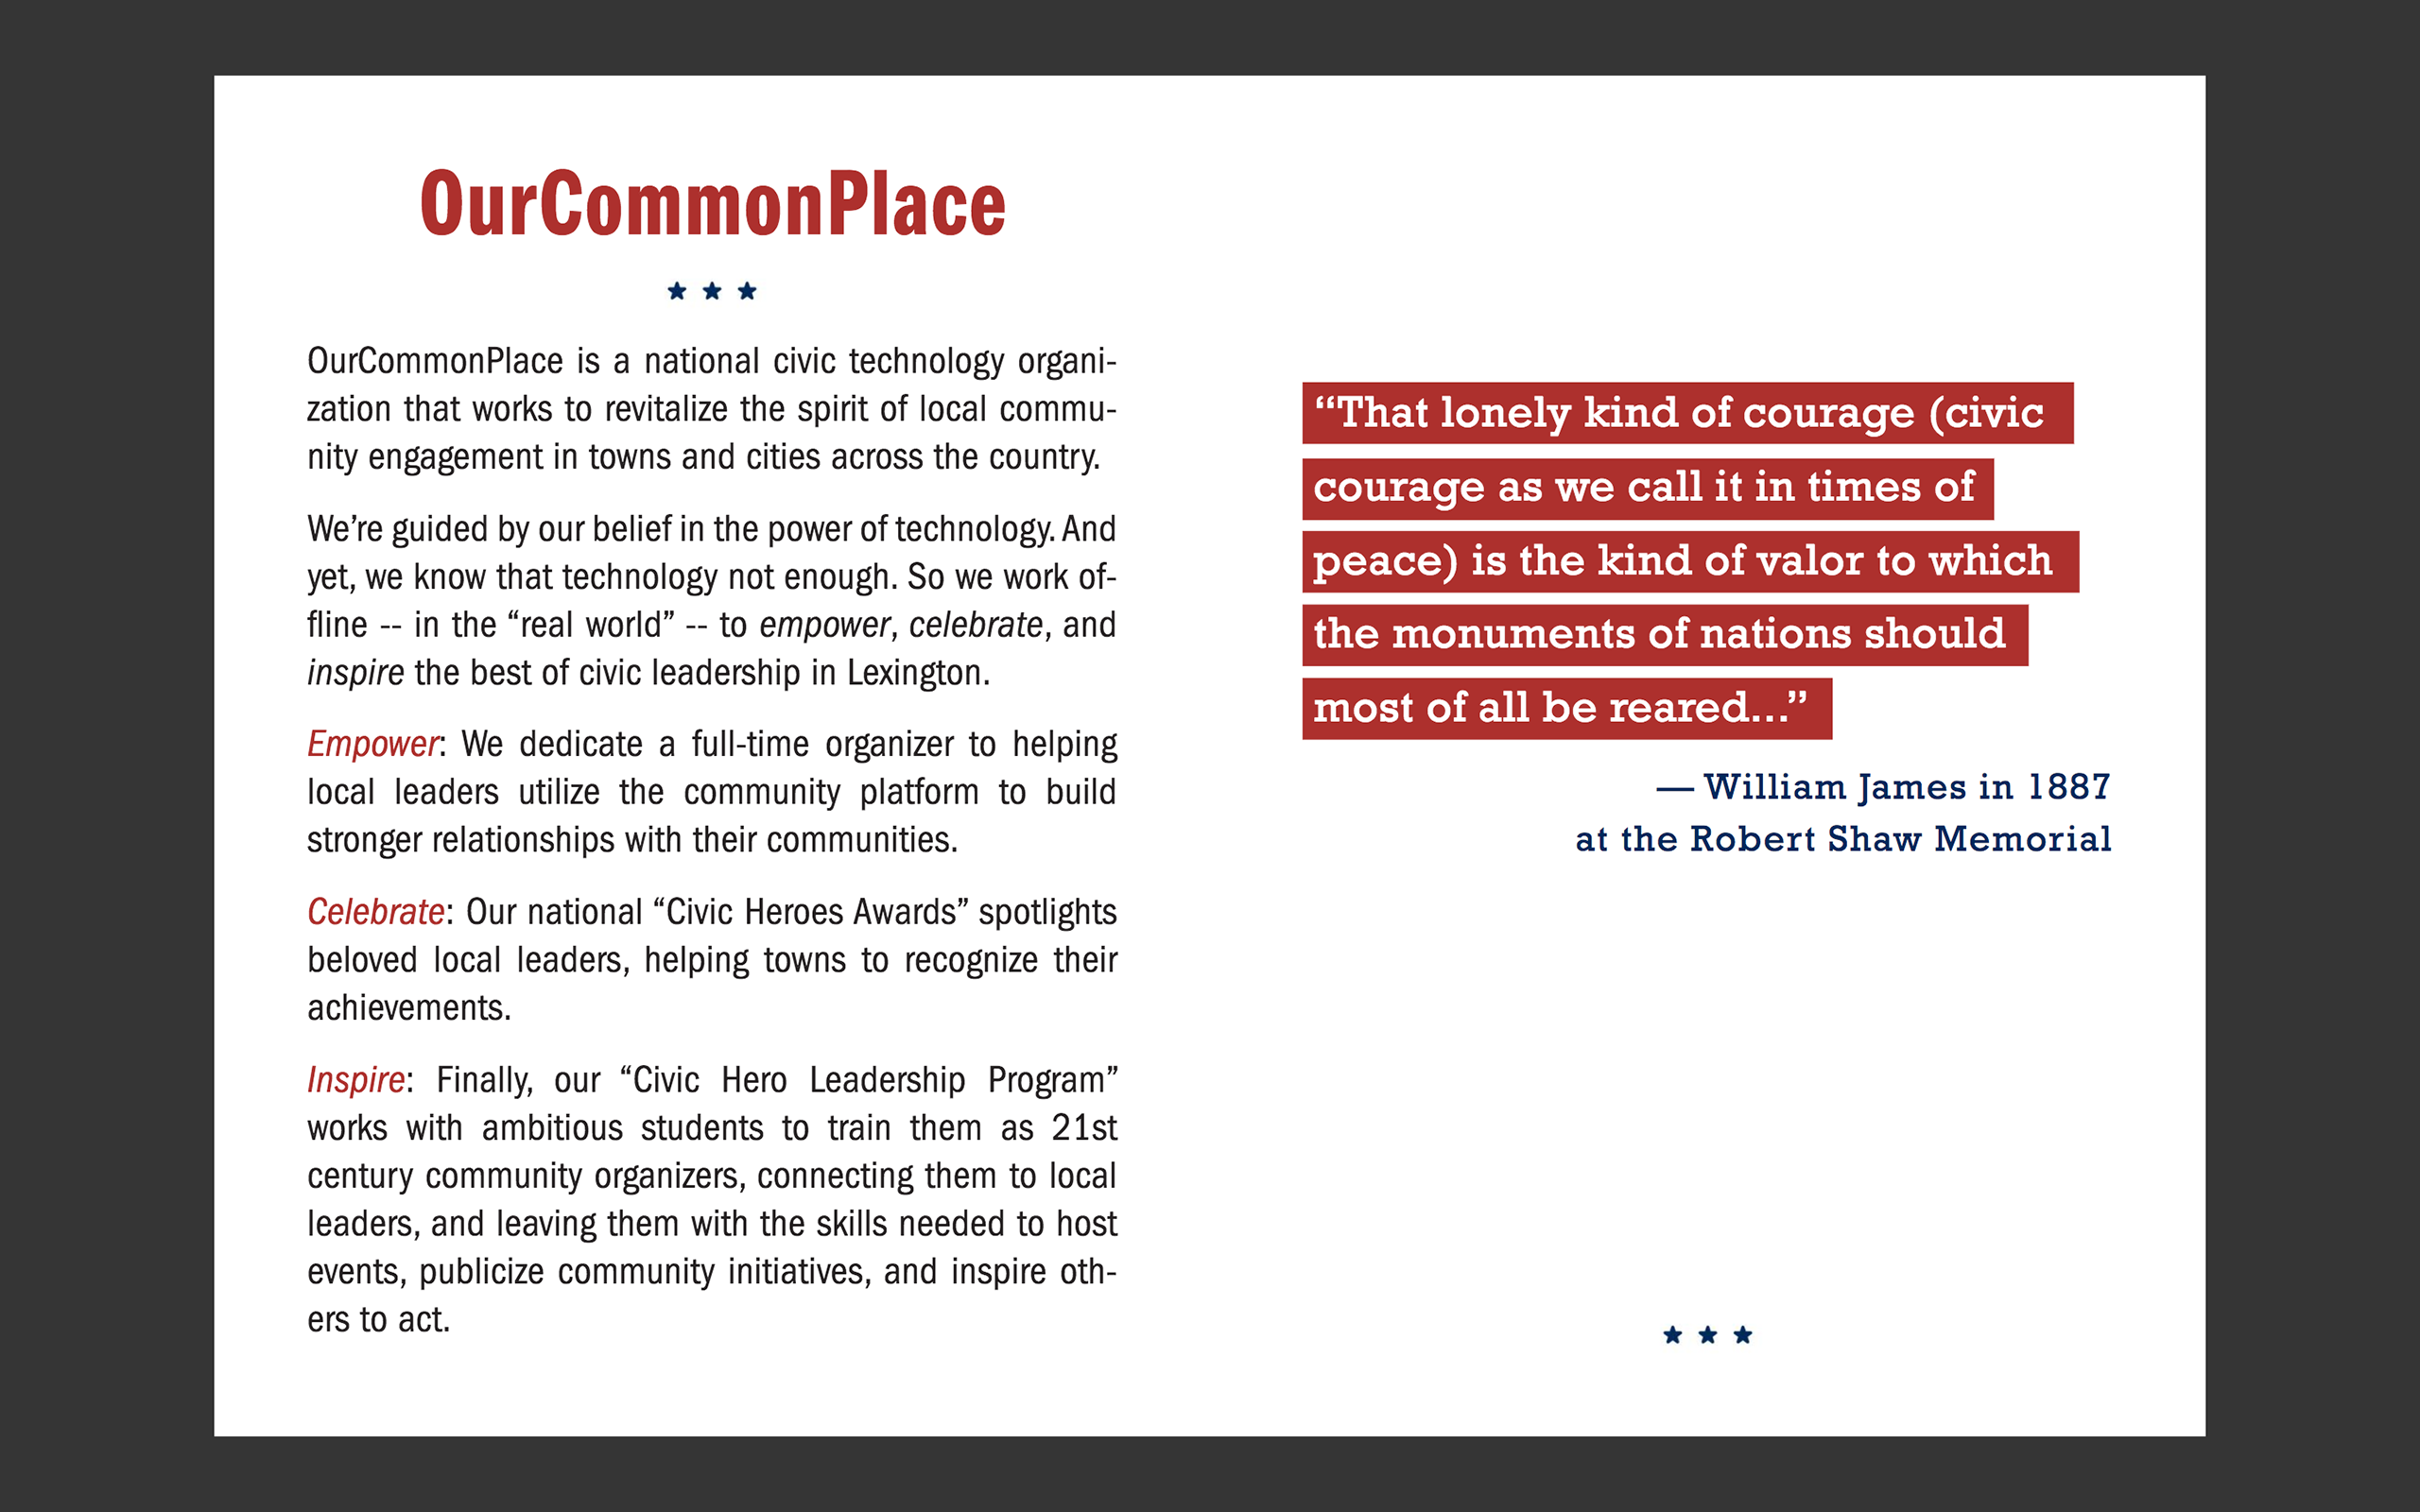 OurCommonPlace
OurCommonPlace is a national civic technology organi-
zation that works to revitalize the spirit of local commu-
nity engagement in towns and cities across the country.
We’re guided by our belief in the power of technology. And
yet, we know that technology not enough. So we work of-
fline -- in the “real world” -- to empower, celebrate, and
inspire the best of civic leadership in Lexington.
Empower: We dedicate a full-time organizer to helping
local leaders utilize the community platform to build
stronger relationships with their communities.
Celebrate: Our national “Civic Heroes Awards” spotlights
beloved local leaders, helping towns to recognize their
achievements.
Inspire: Finally, our “Civic Hero Leadership Program”
works with ambitious students to train them as 21st
century community organizers, connecting them to local
leaders, and leaving them with the skills needed to host
events, publicize community initiatives, and inspire oth-
ers to act.
“That lonely kind of courage (civic
courage as we call it in times of
peace) is the kind of valor to which
the monuments of nations should
most of all be reared...”
— William James in 1887
at the Robert Shaw Memorial